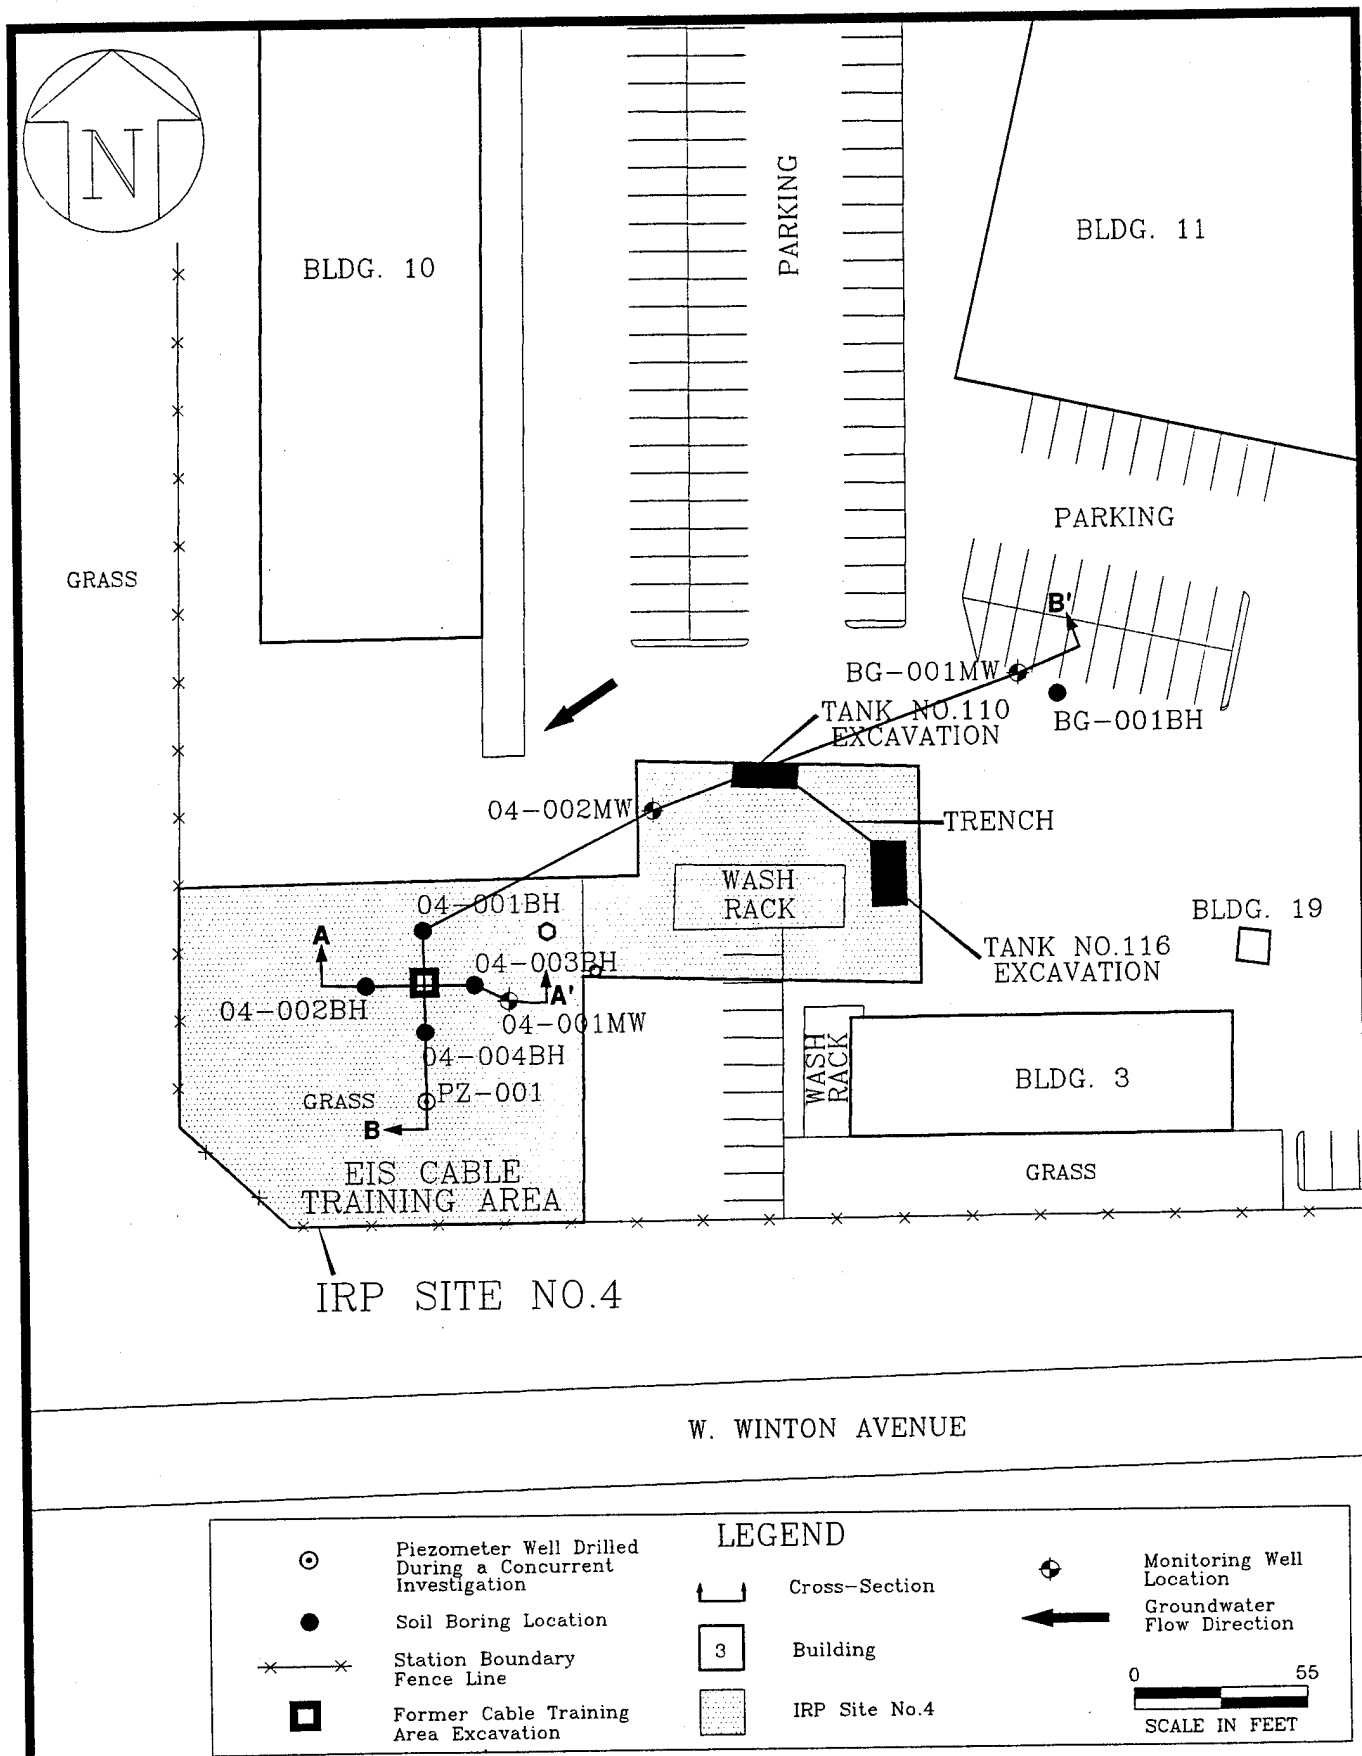 N
BLDG. 10
PARKING
BLDG. 11
PARKING
GRASS
B'
BG-001MW
BG-001BH
TANK NO.110
EXCAVATION
04-002MW
TRENCH
WASH
RACK
04-001BH
BLDG. 19
A
04-003BH
TANK NO.116
EXCAVATION
A'
04-002BH
04-001MW
04-004BH
WASH
RACK
BLDG. 3
GRASS
PZ-001
B
EIS CABLE
TRAINING AREA
GRASS
IRP SITE NO.4
W. WINTON AVENUE
LEGEND
Piezometer Well Drilled
During a Concurrent
Investigation
Soil Boring Location
Station Boundary
Fence Line
Former Cable Training
Area Excavation
Cross-Section
3
Building
IRP Site No.4
Monitoring Well
Location
Groundwater
Flow Direction
0 55
SCALE IN FEET